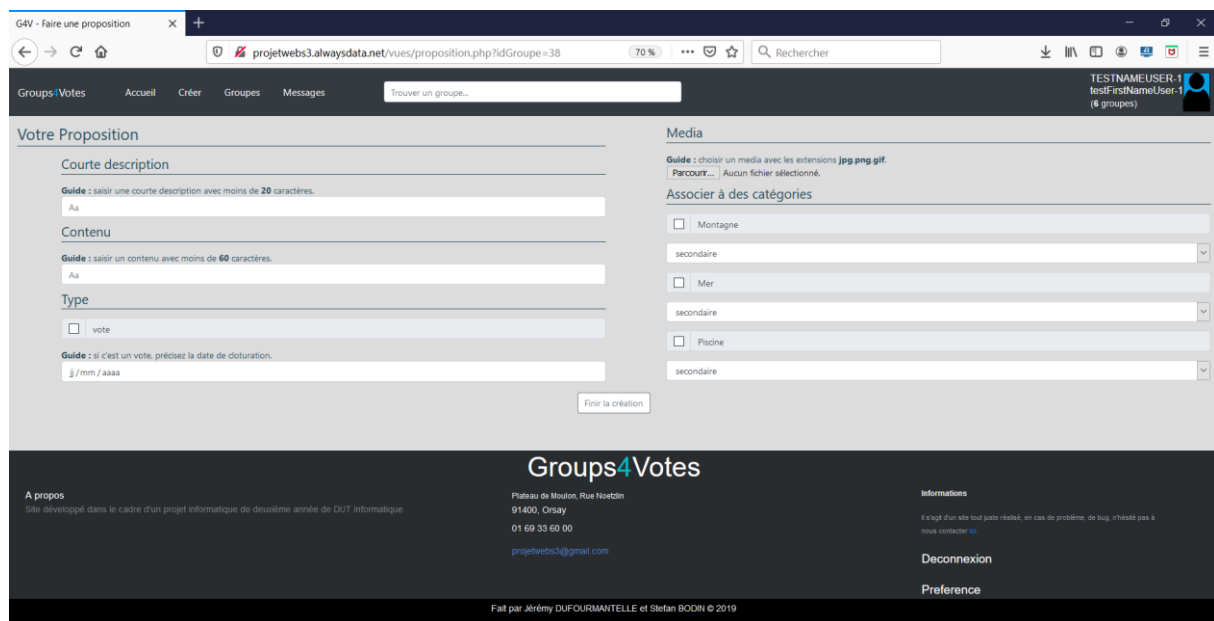 G4V - Faire une proposition
projetwebs3.alwaysdata.net/vues/proposition.php?idGroupe=38
70 %
Rechercher
Groups4Votes Accueil Créer Groupes Messages
Trouver un groupe...
TESTNAMEUSER-1
testFirstNameUser-1
(6 groupes)
Votre Proposition
Courte description
Guide : saisir une courte description avec moins de 20 caractères.
Aa
Contenu
Guide : saisir un contenu avec moins de 60 caractères.
Aa
Type
vote
Guide : si c'est un vote, précisez la date de cloturation.
jj/mm/aaaa
Media
Guide : choisir un media avec les extensions jpg.png.gif.
Parcourir... Aucun fichier sélectionné.
Associer à des catégories
Montagne
secondaire
Mer
secondaire
Piscine
secondaire
Finir la création
Groups4Votes
A propos
Site développé dans le cadre d'un projet informatique de deuxième année de DUT Informatique
Plateau de Moulon, Rue Noetzlin
91400, Orsay
01 69 33 60 00
projetwebs3@gmail.com
Informations
Il s'agit d'un site tout juste réalisé, en cas de problème, de bug, n'hésité pas à
nous contacter ici.
Deconnexion
Preference
Fait par Jérémy DUFOURMANTELLE et Stefan BODIN © 2019